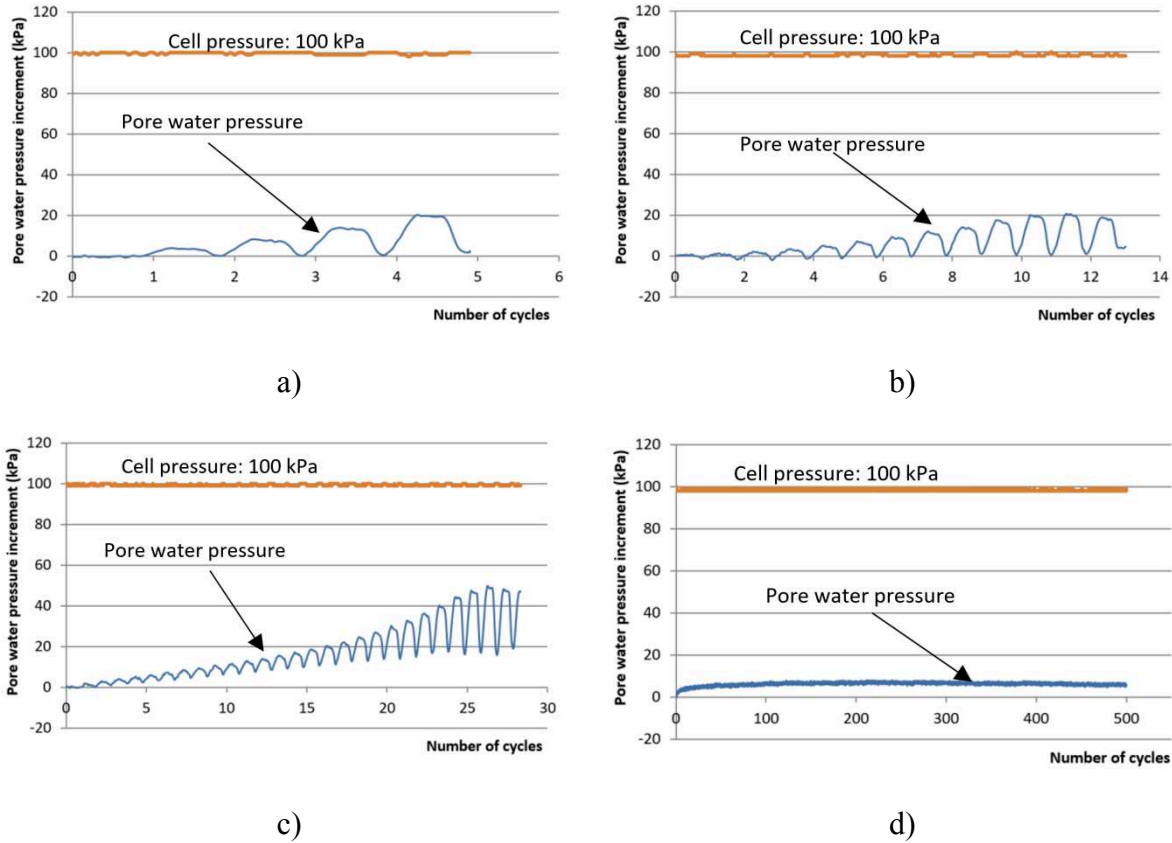 Pore water pressure increment (kPa)
120
100
80
60
40
20
0
-20
Cell pressure: 100 kPa
Pore water pressure
0 1 2 3 4 5 6
Number of cycles
a)
Pore water pressure increment (kPa)
120
100
80
60
40
20
0
-20
Cell pressure: 100 kPa
Pore water pressure
0 2 4 6 8 10 12 14
Number of cycles
b)
Pore water pressure increment (kPa)
120
100
80
60
40
20
0
-20
Cell pressure: 100 kPa
Pore water pressure
0 5 10 15 20 25 30
Number of cycles
c)
Pore water pressure increment (kPa)
120
100
80
60
40
20
0
-20
Cell pressure: 100 kPa
Pore water pressure
0 100 200 300 400 500
Number of cycles
d)